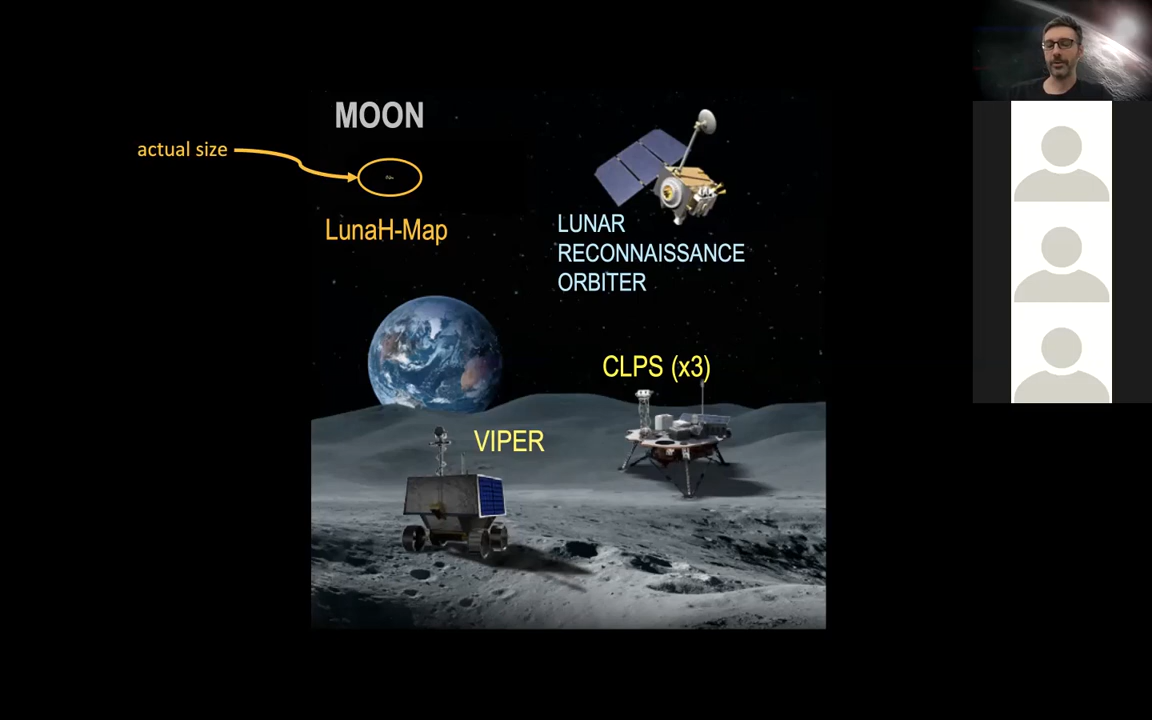 MOON
actual size
LunaH-Map
LUNAR
RECONNAISSANCE
ORBITER
CLPS (x3)
VIPER